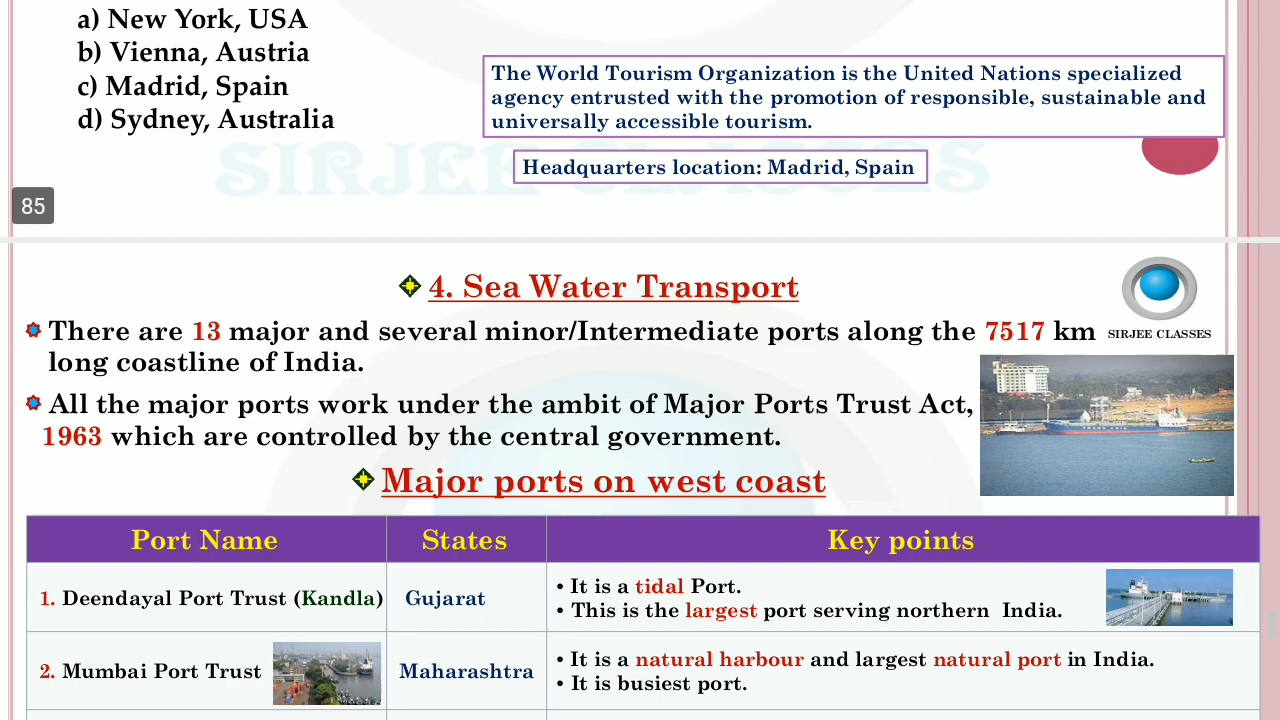 a) New York, USA
b) Vienna, Austria
c) Madrid, Spain
d) Sydney, Australia
The World Tourism Organization is the United Nations specialized
agency entrusted with the promotion of responsible, sustainable and
universally accessible tourism.
SIRJEE CLASSES
Headquarters location: Madrid, Spain
85
4. Sea Water Transport
There are 13 major and several minor/Intermediate ports along the 7517 km
long coastline of India.
SIRJEE CLASSES
All the major ports work under the ambit of Major Ports Trust Act,
1963 which are controlled by the central government.
TRANS ASIA
Major ports on west coast
Port Name States Key points
1. Deendayal Port Trust (Kandla) Gujarat
• It is a tidal Port.
• This is the largest port serving northern India.
2. Mumbai Port Trust Maharashtra
• It is a natural harbour and largest natural port in India.
• It is busiest port.